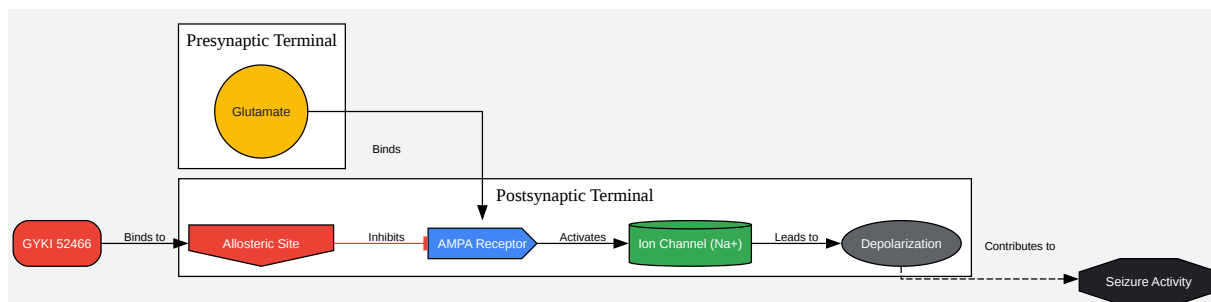 Presynaptic Terminal
Glutamate
Binds
Postsynaptic Terminal
GYKI 52466
Binds to
Allosteric Site
Inhibits
AMPA Receptor
Activates
Ion Channel (Na+)
Leads to
Depolarization
Contributes to
Seizure Activity